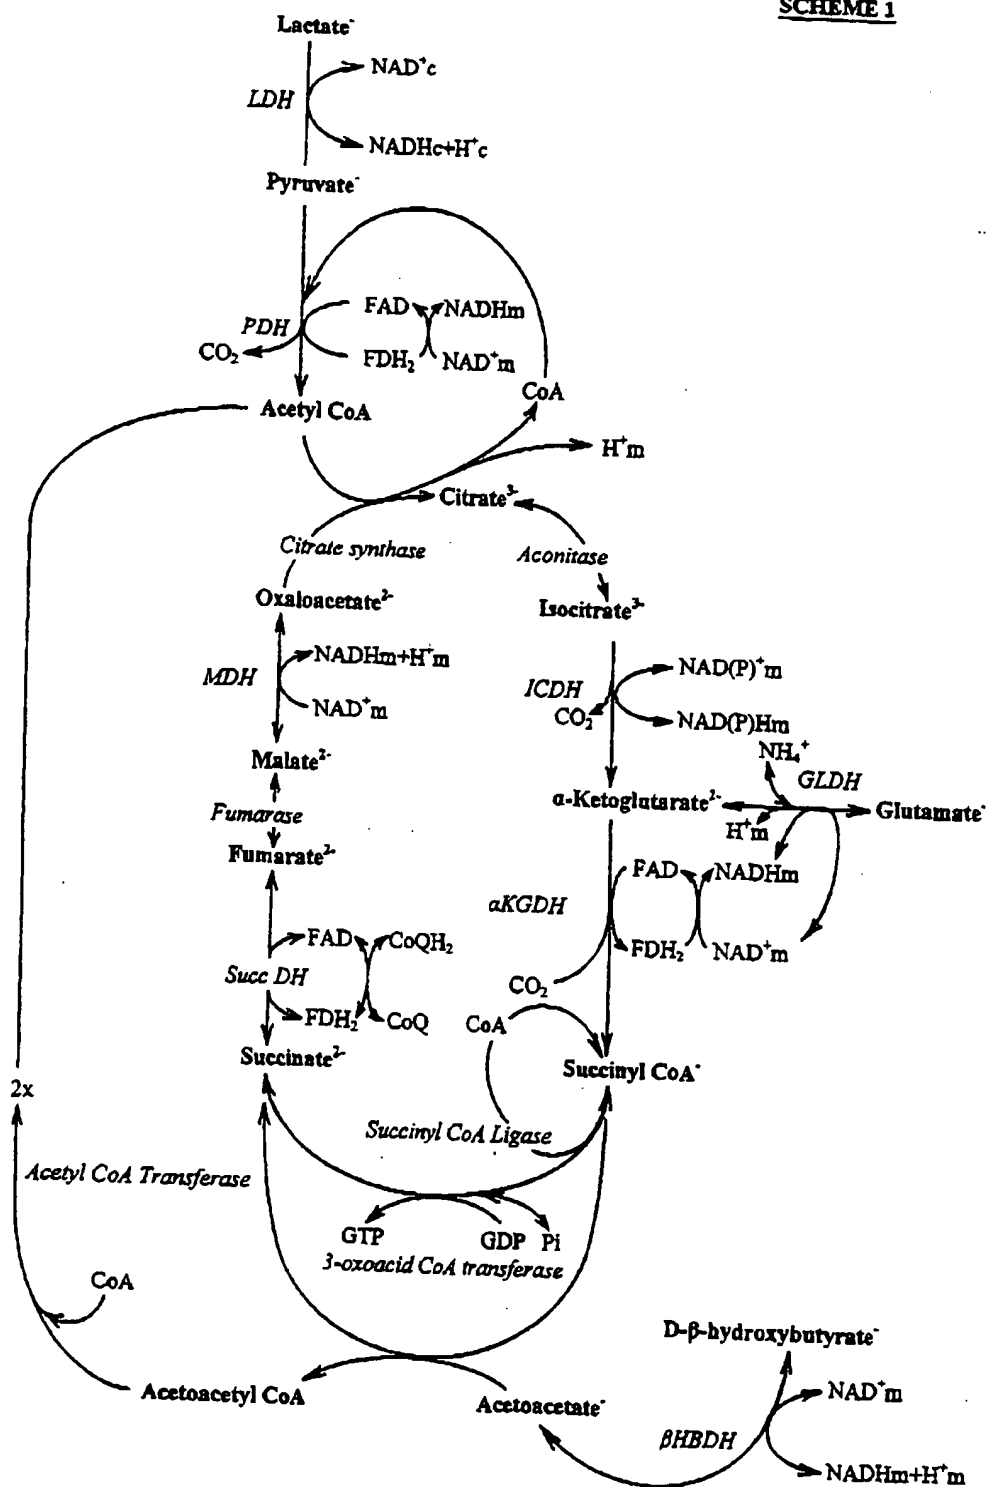 SCHEME 1
Lactate⁻
NAD⁺c
LDH
NADHc+H⁺c
Pyruvate⁻
FAD NADHm
PDH
CO₂
FDH₂ NAD⁺m
CoA
Acetyl CoA
H⁺m
Citrate³⁻
Citrate synthase
Aconitase
Oxaloacetate²⁻
Isocitrate³⁻
NADHm+H⁺m
NAD(P)⁺m
MDH
ICDH
NAD⁺m
CO₂
NAD(P)Hm
NH₄⁺
Malate²⁻
GLDH
α-Ketoglutarate²⁻
Glutamate⁻
Fumarase
H⁺m
Fumarate²⁻
FAD NADHm
αKGDH
FAD CoQH₂
FDH₂ NAD⁺m
Succ DH
CO₂
FDH₂ CoQ
CoA
Succinate²⁻
Succinyl CoA⁻
2x
Succinyl CoA Ligase
Acetyl CoA Transferase
GTP GDP Pi
3-oxoacid CoA transferase
CoA
D-β-hydroxybutyrate⁻
Acetoacetyl CoA
NAD⁺m
Acetoacetate⁻
βHBDH
NADHm+H⁺m